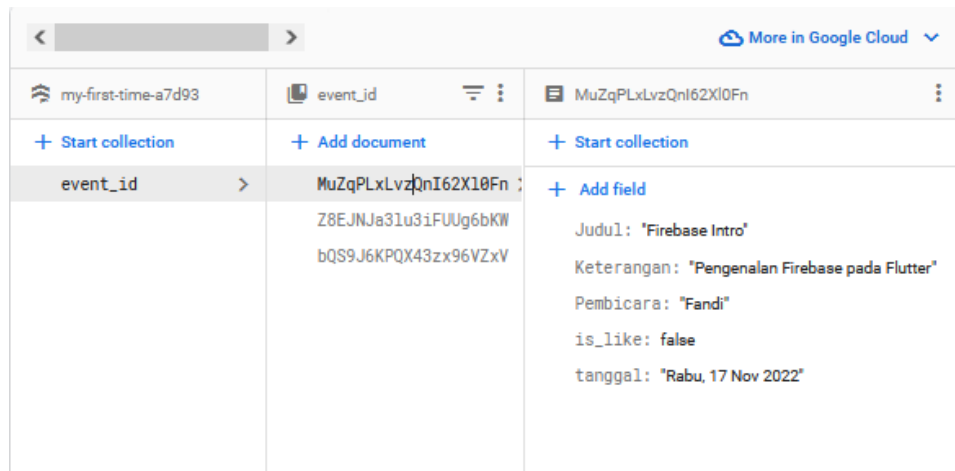 More in Google Cloud
my-first-time-a7d93
event_id
MuZqPLxLvzQnI62Xl0Fn
+ Start collection
+ Add document
+ Start collection
event_id
MuZqPLxLvzQnI62Xl0Fn
Z8EJNJa3lu3iFUUg6bKW
bQS9J6KPQX43zx96VZxV
+ Add field
Judul: "Firebase Intro"
Keterangan: "Pengenalan Firebase pada Flutter"
Pembicara: "Fandi"
is_like: false
tanggal: "Rabu, 17 Nov 2022"